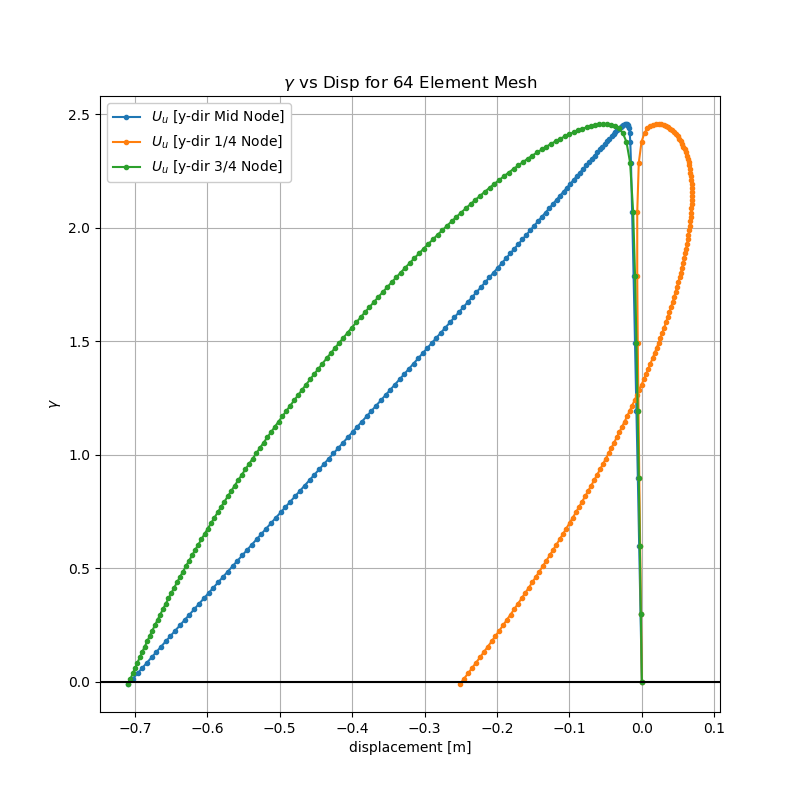 γ vs Disp for 64 Element Mesh
U_u [y-dir Mid Node]
U_u [y-dir 1/4 Node]
U_u [y-dir 3/4 Node]
2.5
2.0
1.5
1.0
0.5
0.0
γ
−0.7 −0.6 −0.5 −0.4 −0.3 −0.2 −0.1 0.0 0.1
displacement [m]